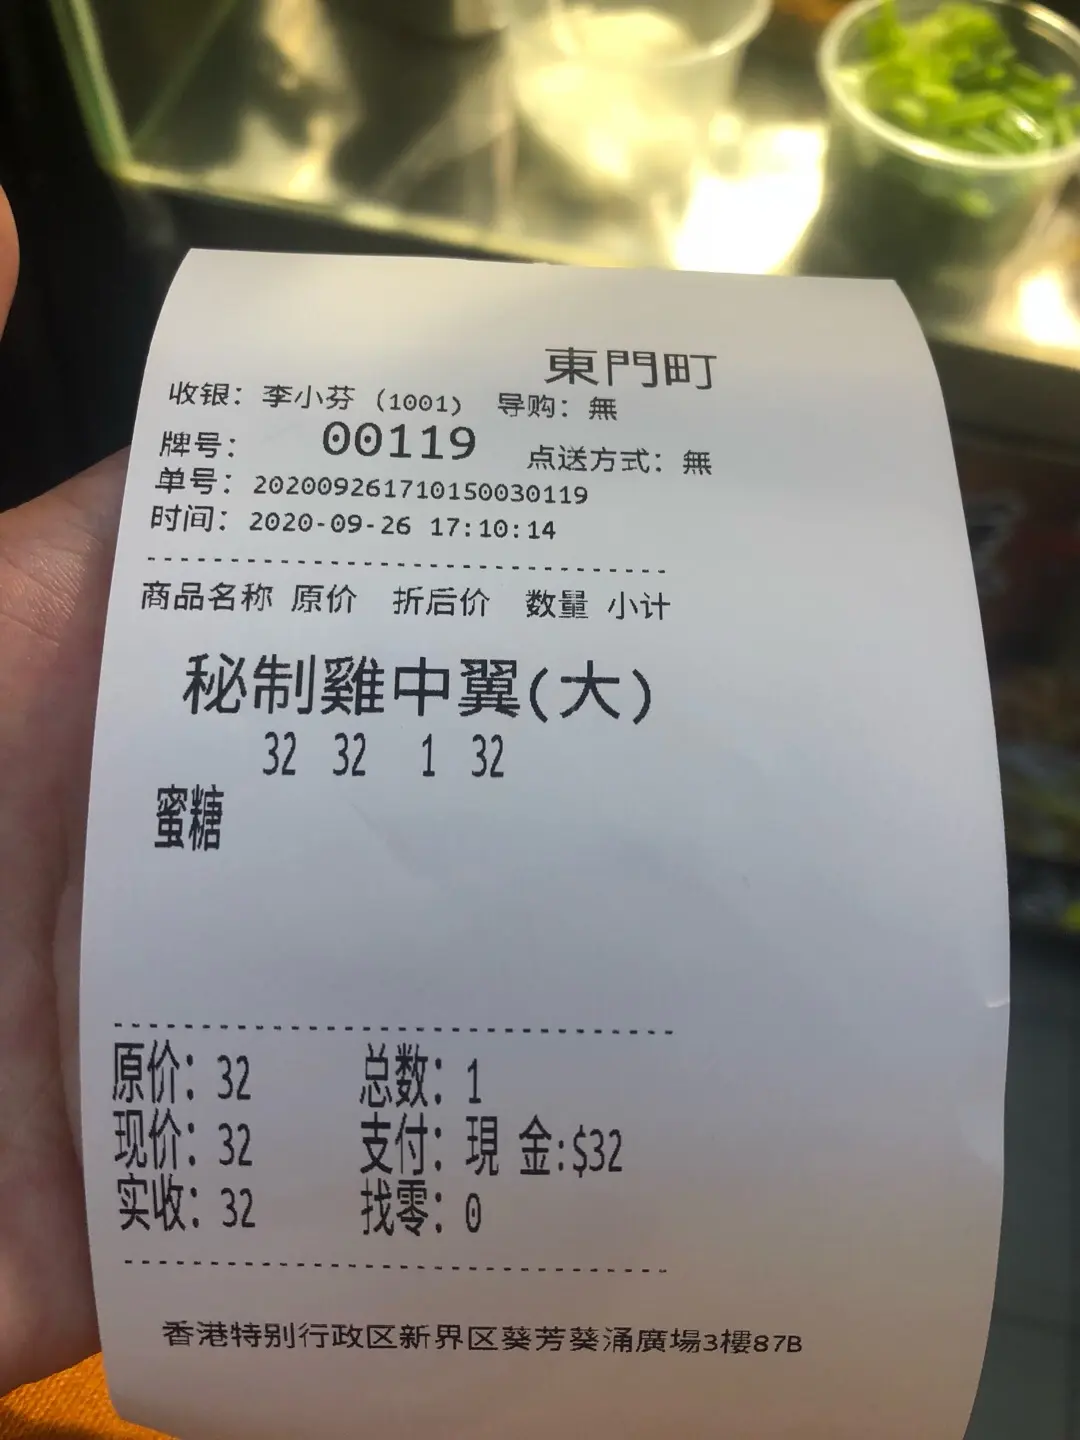 東門町
收银：李小芬 (1001) 导购：無
牌号： 00119 点送方式：無
单号：202009261710150030119
时间：2020-09-26 17:10:14
商品名称 原价 折后价 数量 小计
秘制雞中翼(大)
32 32 1 32
蜜糖
原价：32 总数：1
现价：32 支付：現 金:$32
实收：32 找零：0
香港特别行政区新界区葵芳葵涌廣場3樓87B